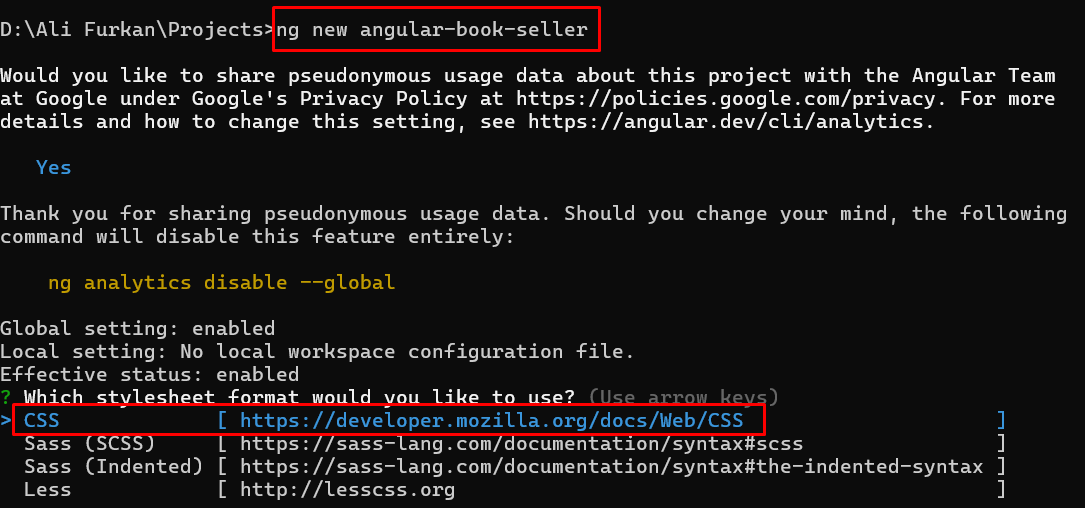 D:\Ali Furkan\Projects>ng new angular-book-seller
Would you like to share pseudonymous usage data about this project with the Angular Team
at Google under Google's Privacy Policy at https://policies.google.com/privacy. For more
details and how to change this setting, see https://angular.dev/cli/analytics.
Yes
Thank you for sharing pseudonymous usage data. Should you change your mind, the following
command will disable this feature entirely:
ng analytics disable --global
Global setting: enabled
Local setting: No local workspace configuration file.
Effective status: enabled
? Which stylesheet format would you like to use? (Use arrow keys)
> CSS [ https://developer.mozilla.org/docs/Web/CSS ]
Sass (SCSS) [ https://sass-lang.com/documentation/syntax#scss ]
Sass (Indented) [ https://sass-lang.com/documentation/syntax#the-indented-syntax ]
Less [ http://lesscss.org ]